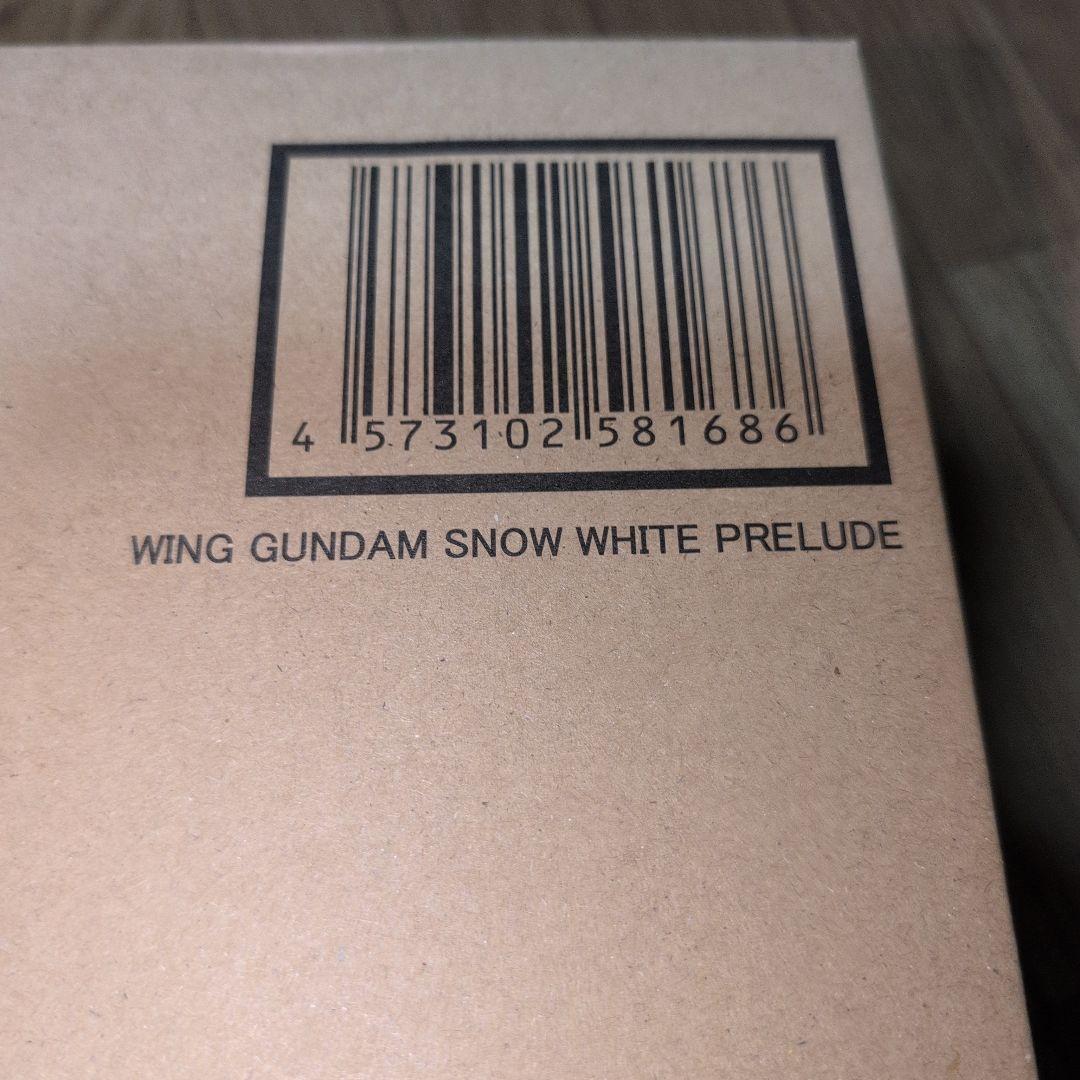 4 573102 581686
WING GUNDAM SNOW WHITE PRELUDE